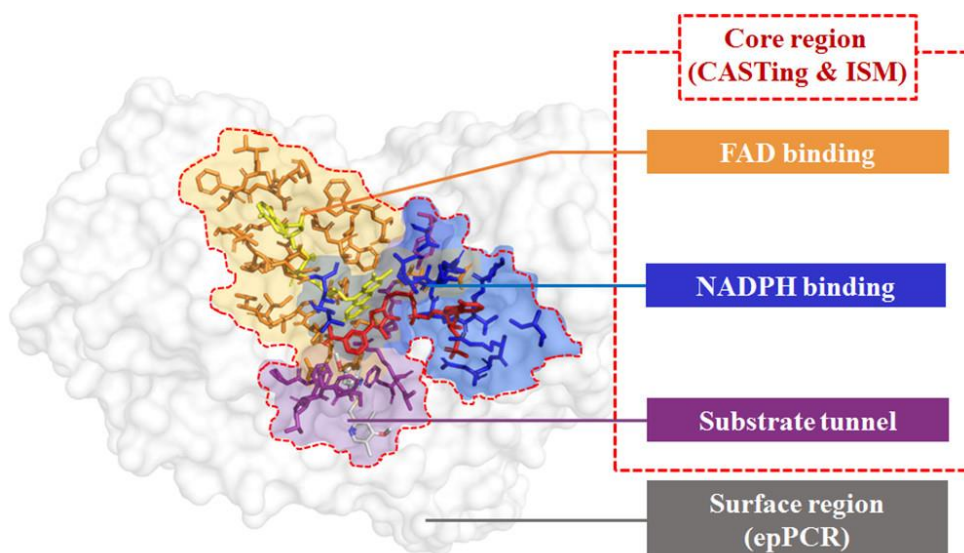 Core region
(CASTing & ISM)
FAD binding
NADPH binding
Substrate tunnel
Surface region
(epPCR)